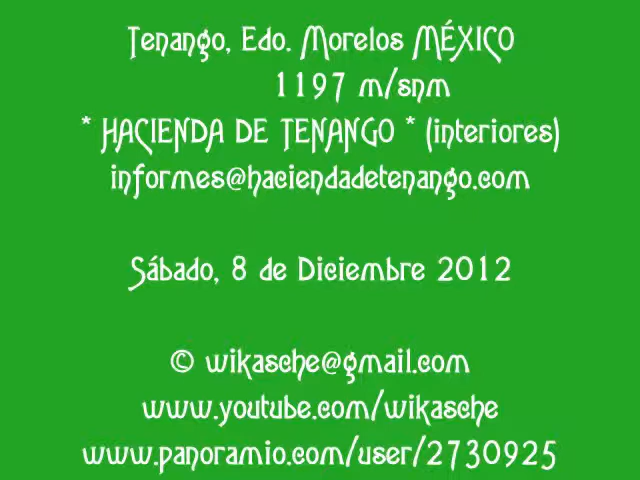 Tenango, Edo. Morelos MÉXICO
1197 m/snm
* HACIENDA DE TENANGO * (interiores)
informes@haciendadetenango.com
Sábado, 8 de Diciembre 2012
© wikasche@gmail.com
www.youtube.com/wikasche
www.panoramio.com/user/2730925